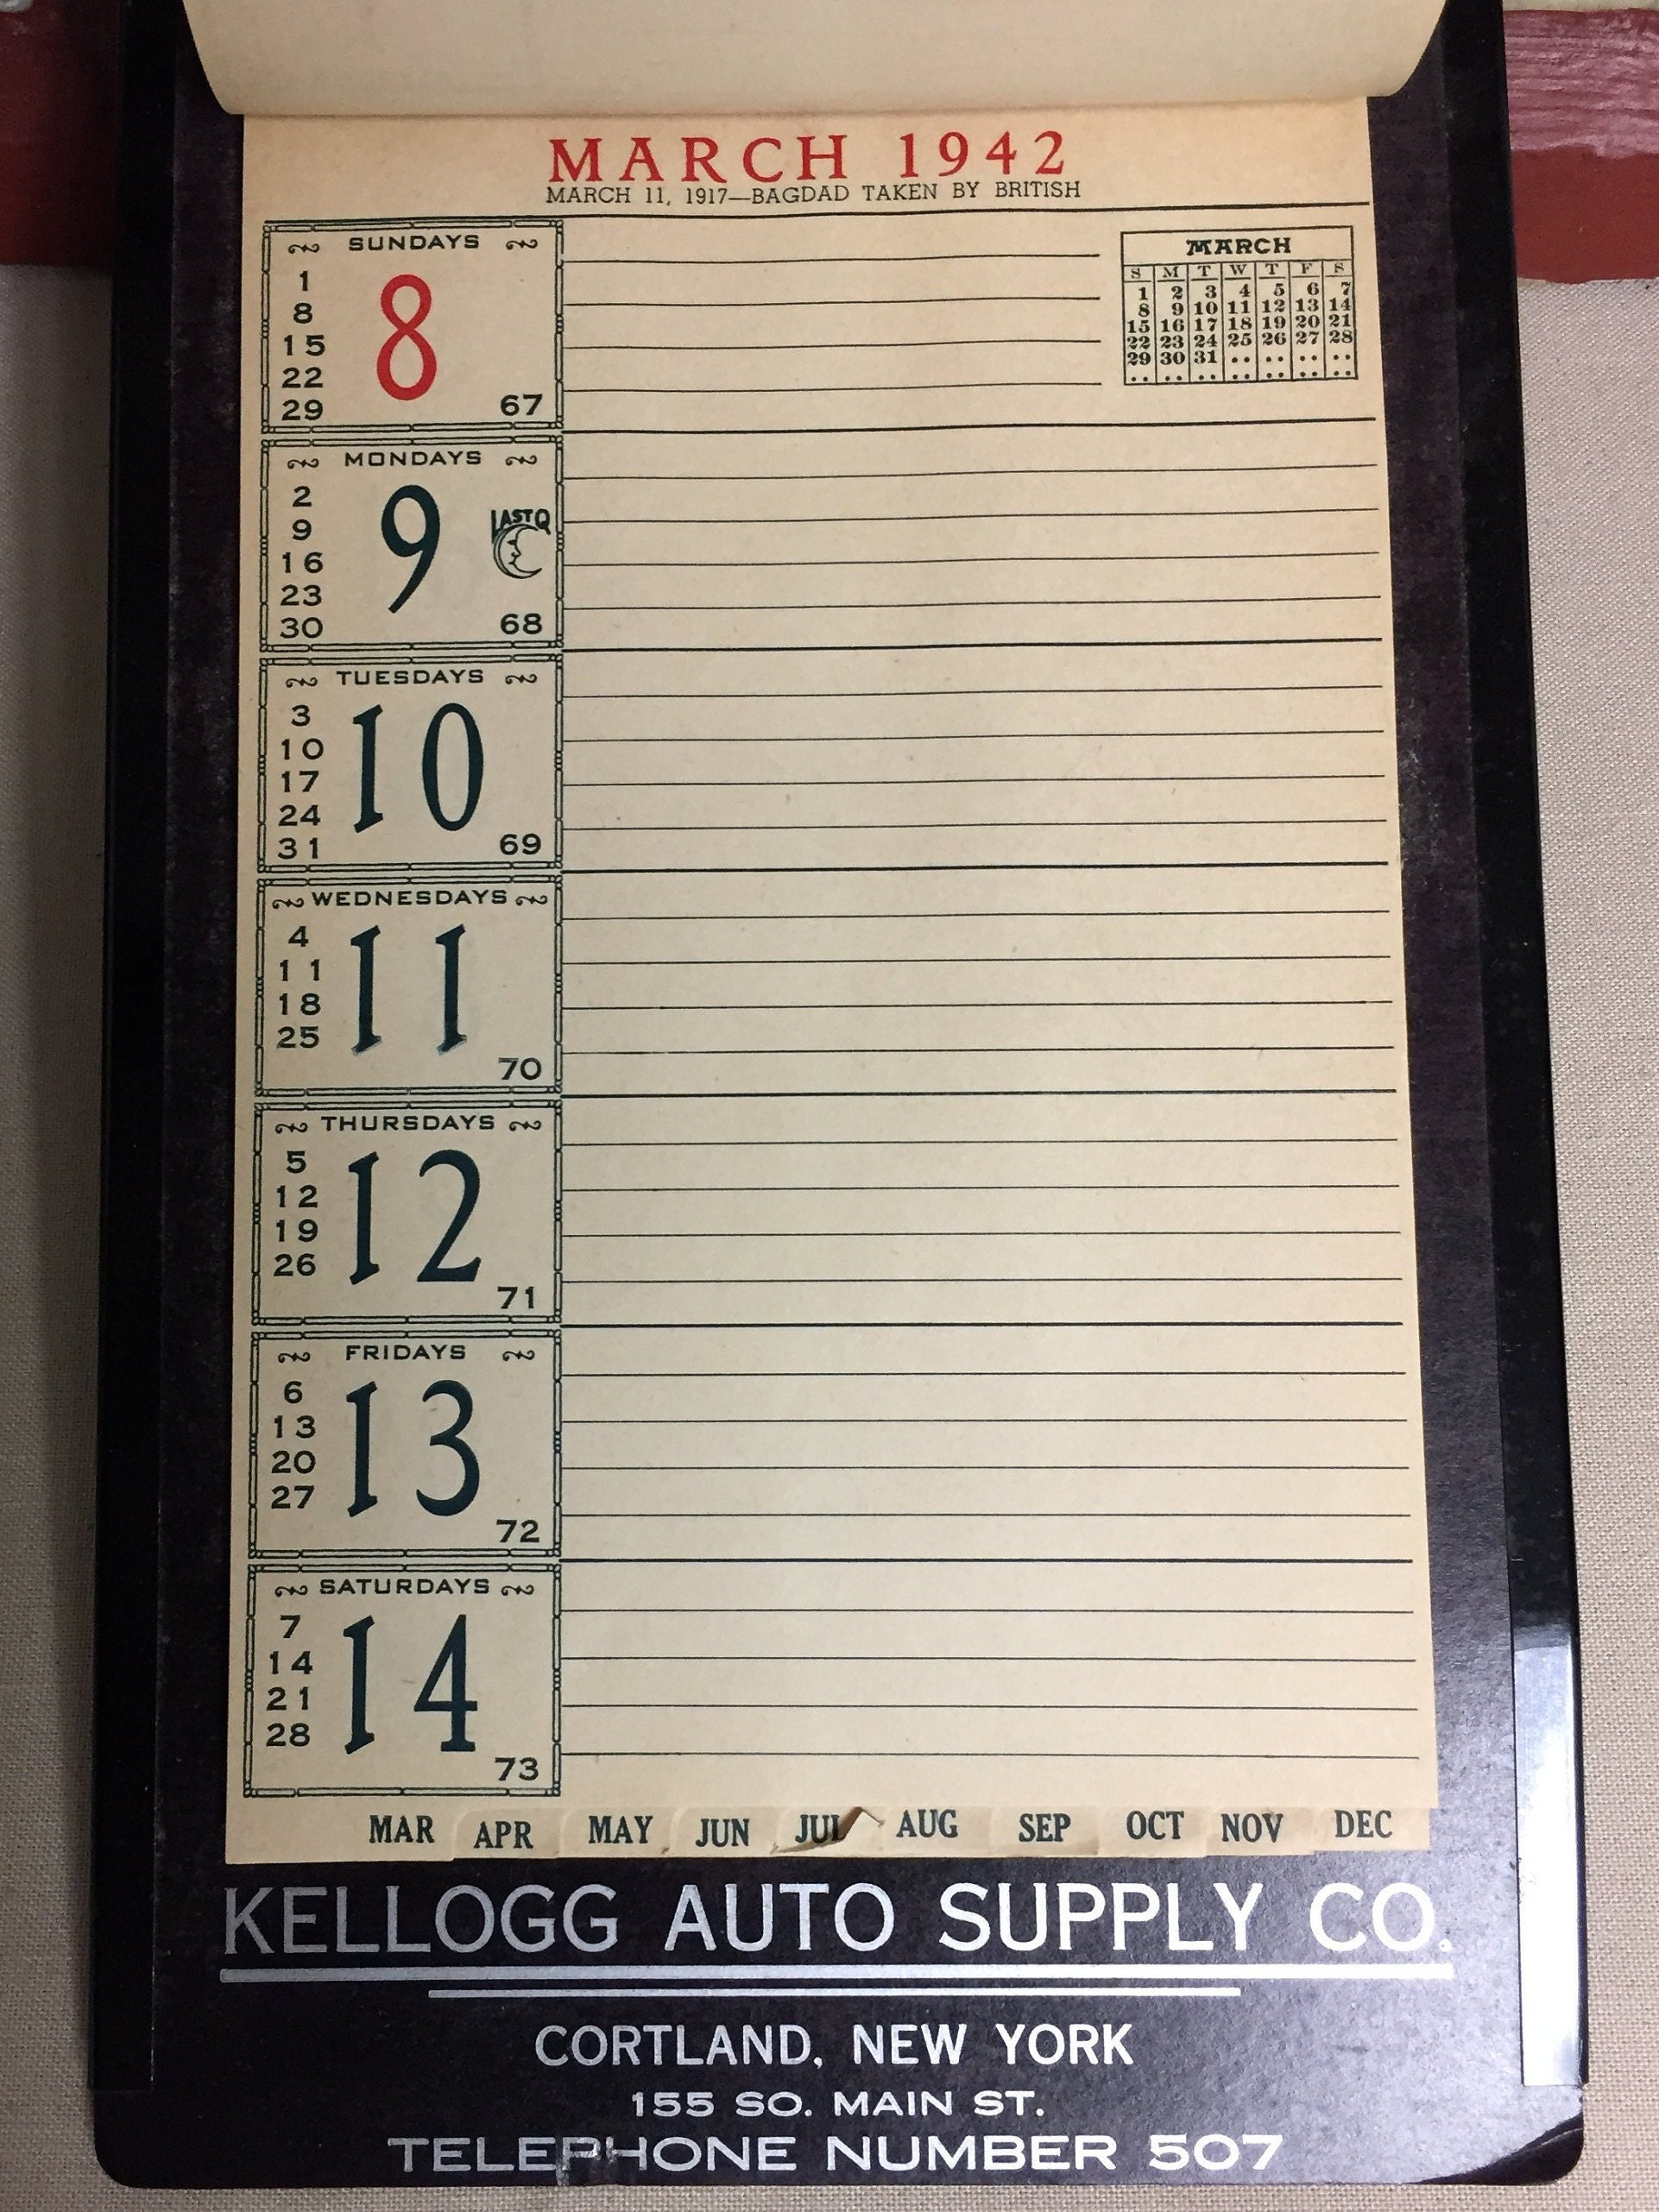 MARCH 1942
MARCH 11, 1917—BAGDAD TAKEN BY BRITISH
SUNDAYS
1
8
15
22
29
8
67
MARCH
S M T W T F S
1 2 3 4 5 6 7
8 9 10 11 12 13 14
15 16 17 18 19 20 21
22 23 24 25 26 27 28
29 30 31 .. .. .. ..
.. .. .. .. .. .. ..
MONDAYS
2
9
16
23
30
9
LAST Q
68
TUESDAYS
3
10
17
24
31
10
69
WEDNESDAYS
4
11
18
25
11
70
THURSDAYS
5
12
19
26
12
71
FRIDAYS
6
13
20
27
13
72
SATURDAYS
7
14
21
28
14
73
MAR APR MAY JUN JUL AUG SEP OCT NOV DEC
KELLOGG AUTO SUPPLY CO.
CORTLAND, NEW YORK
155 SO. MAIN ST.
TELEPHONE NUMBER 507